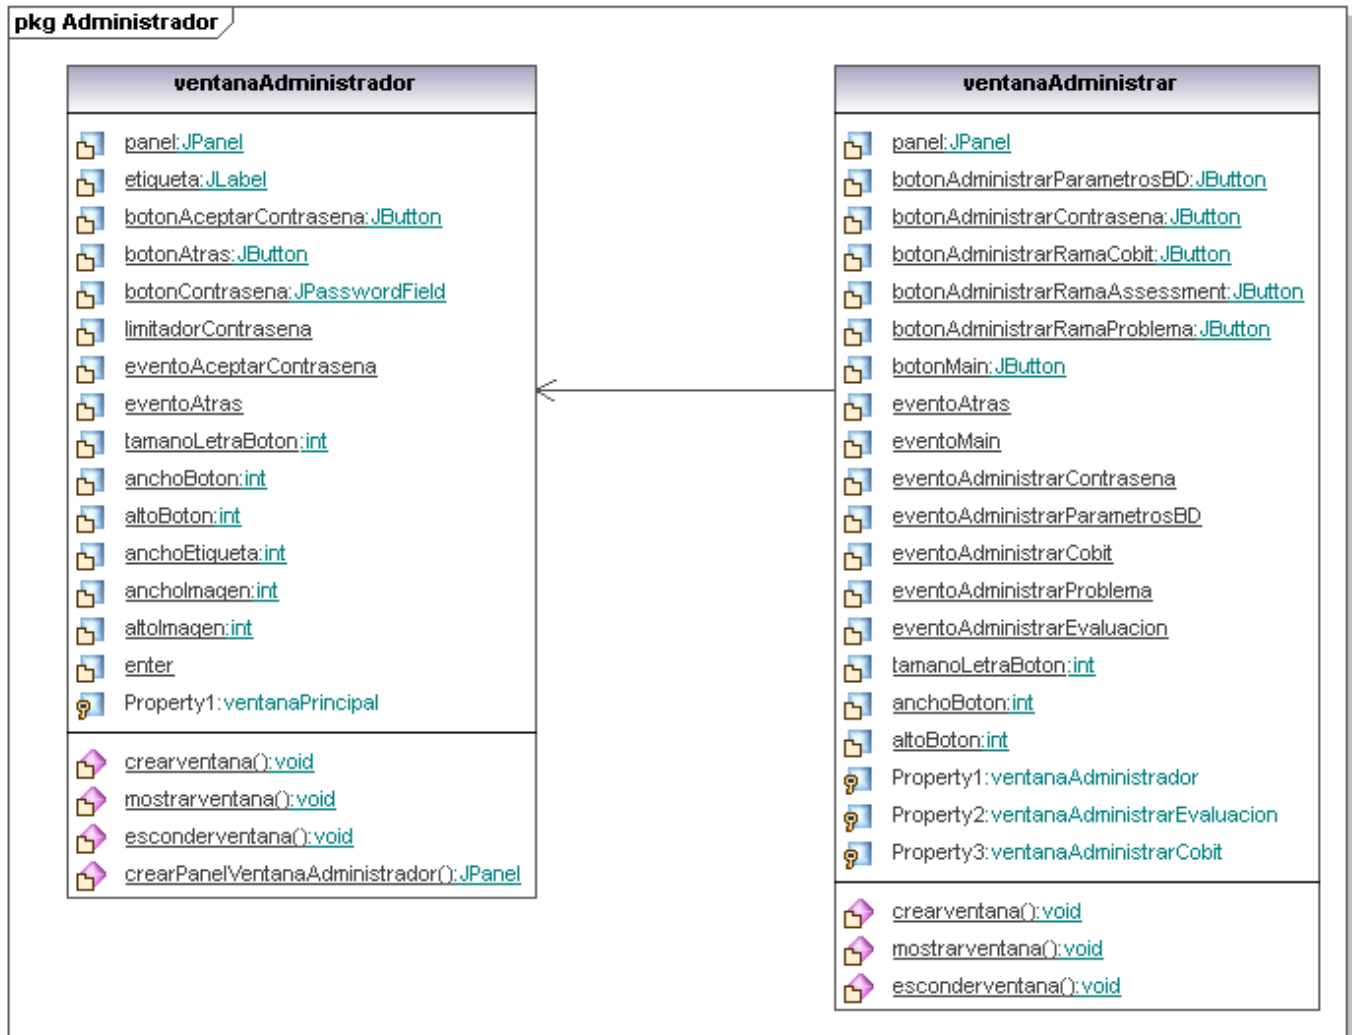 pkg Administrador
ventanaAdministrador
panel:JPanel
etiqueta:JLabel
botonAceptarContrasena:JButton
botonAtras:JButton
botonContrasena:JPasswordField
limitadorContrasena
eventoAceptarContrasena
eventoAtras
tamanoLetraBoton:int
anchoBoton:int
altoBoton:int
anchoEtiqueta:int
anchoImagen:int
altoImagen:int
enter
Property1:ventanaPrincipal
crearventana():void
mostrarventana():void
esconderventana():void
crearPanelVentanaAdministrador():JPanel
ventanaAdministrar
panel:JPanel
botonAdministrarParametrosBD:JButton
botonAdministrarContrasena:JButton
botonAdministrarRamaCobit:JButton
botonAdministrarRamaAssessment:JButton
botonAdministrarRamaProblema:JButton
botonMain:JButton
eventoAtras
eventoMain
eventoAdministrarContrasena
eventoAdministrarParametrosBD
eventoAdministrarCobit
eventoAdministrarProblema
eventoAdministrarEvaluacion
tamanoLetraBoton:int
anchoBoton:int
altoBoton:int
Property1:ventanaAdministrador
Property2:ventanaAdministrarEvaluacion
Property3:ventanaAdministrarCobit
crearventana():void
mostrarventana():void
esconderventana():void